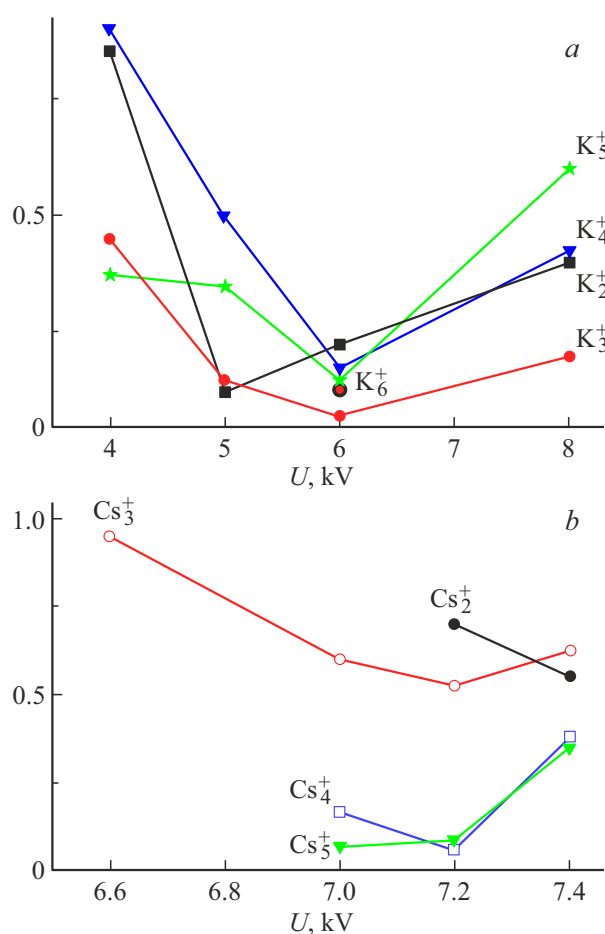 a
K₅⁺
K₄⁺
0.5
K₂⁺
K₃⁺
K₆⁺
0
4 5 6 7 8
U, kV
b
1.0
Cs₃⁺
Cs₂⁺
0.5
Cs₄⁺
Cs₅⁺
0
6.6 6.8 7.0 7.2 7.4
U, kV